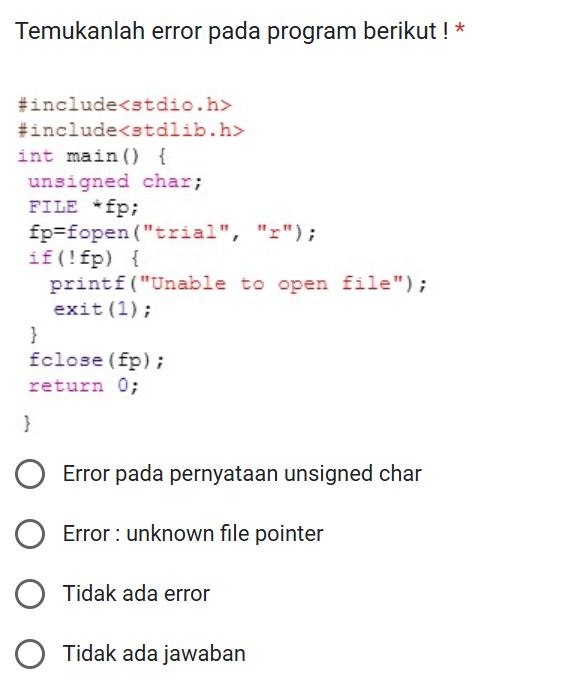 Temukanlah error pada program berikut ! *
#include<stdio.h>
#include<stdlib.h>
int main() {
unsigned char;
FILE *fp;
fp=fopen("trial", "r");
if(!fp) {
printf("Unable to open file");
exit(1);
}
fclose(fp);
return 0;
}
Error pada pernyataan unsigned char
Error : unknown file pointer
Tidak ada error
Tidak ada jawaban